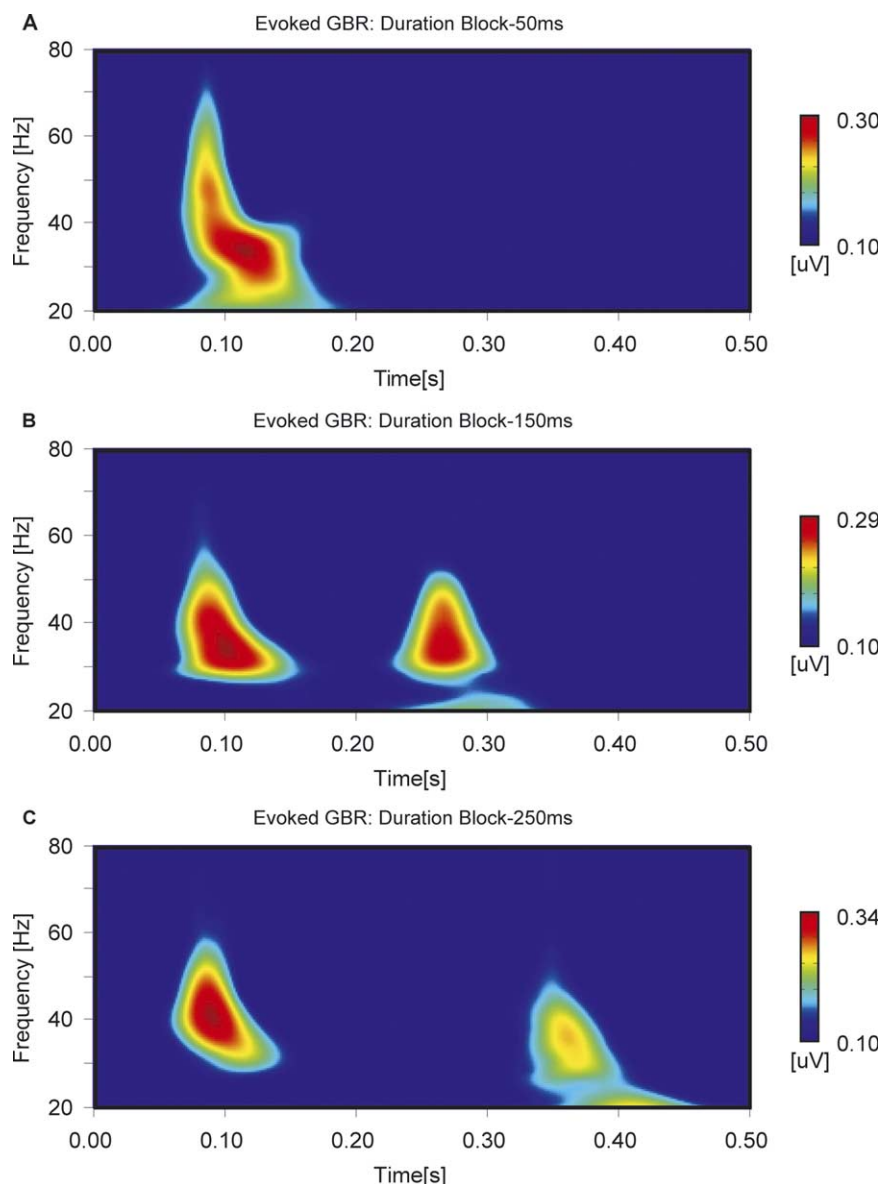 A
Evoked GBR: Duration Block-50ms
80
60
40
20
Frequency [Hz]
0.00 0.10 0.20 0.30 0.40 0.50
Time[s]
0.30
0.10
[uV]
B
Evoked GBR: Duration Block-150ms
80
60
40
20
Frequency [Hz]
0.00 0.10 0.20 0.30 0.40 0.50
Time[s]
0.29
0.10
[uV]
C
Evoked GBR: Duration Block-250ms
80
60
40
20
Frequency [Hz]
0.00 0.10 0.20 0.30 0.40 0.50
Time[s]
0.34
0.10
[uV]